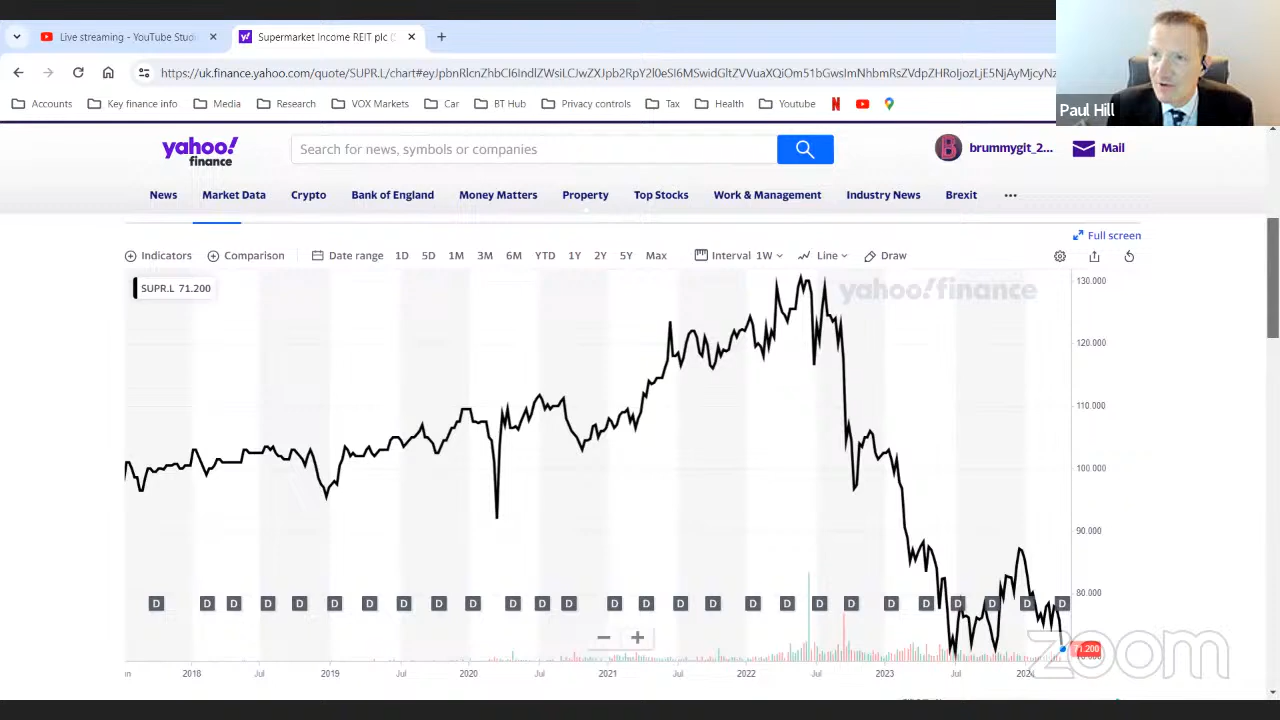 Live streaming - YouTube Studi
Supermarket Income REIT plc (S
https://uk.finance.yahoo.com/quote/SUPR.L/chart#
Accounts
Key finance info
Media
Research
VOX Markets
Car
BT Hub
Privacy controls
Tax
Health
Youtube
N
Paul Hill
yahoo!
finance
Search for news, symbols or companies
B
brummygit_2...
Mail
News
Market Data
Crypto
Bank of England
Money Matters
Property
Top Stocks
Work & Management
Industry News
Brexit
Full screen
Indicators
Comparison
Date range
1D
5D
1M
3M
6M
YTD
1Y
2Y
5Y
Max
Interval 1W
Line
Draw
SUPR.L 71.200
yahoo!finance
130.000
120.000
110.000
100.000
90.000
80.000
71.200
D D D D D D D D D D D D D D D D D D D D D D D D D D D
zoom
2018
Jul
2019
Jul
2020
Jul
2021
Jul
2022
Jul
2023
Jul
2024